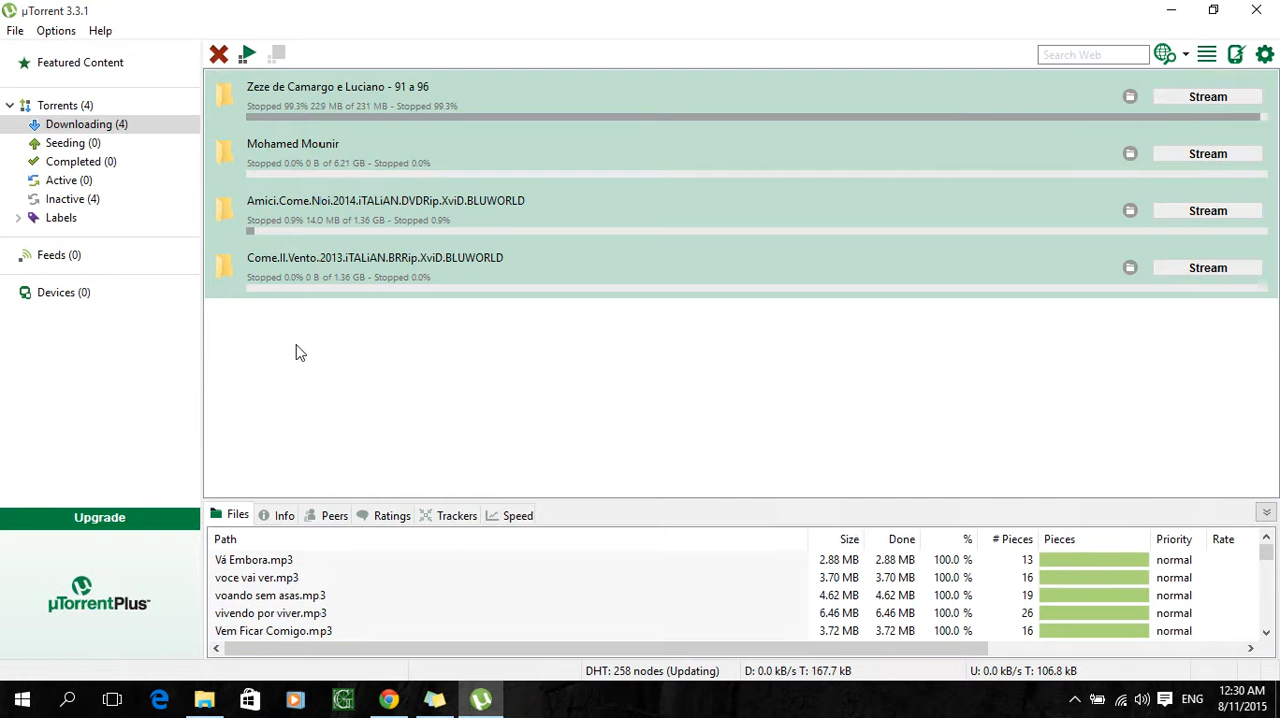 µTorrent 3.3.1
File Options Help
Featured Content
Search Web
Torrents (4)
Downloading (4)
Seeding (0)
Completed (0)
Active (0)
Inactive (4)
Labels
Feeds (0)
Devices (0)
Upgrade
µTorrentPlus™
Zeze de Camargo e Luciano - 91 a 96
Stopped 99.3% 229 MB of 231 MB - Stopped 99.3%
Stream
Mohamed Mounir
Stopped 0.0% 0 B of 6.21 GB - Stopped 0.0%
Stream
Amici.Come.Noi.2014.iTALiAN.DVDRip.XviD.BLUWORLD
Stopped 0.9% 14.0 MB of 1.36 GB - Stopped 0.9%
Stream
Come.Il.Vento.2013.iTALiAN.BRRip.XviD.BLUWORLD
Stopped 0.0% 0 B of 1.36 GB - Stopped 0.0%
Stream
Files Info Peers Ratings Trackers Speed
Path Size Done % # Pieces Pieces Priority Rate
Vá Embora.mp3 2.88 MB 2.88 MB 100.0 % 13 normal
voce vai ver.mp3 3.70 MB 3.70 MB 100.0 % 16 normal
voando sem asas.mp3 4.62 MB 4.62 MB 100.0 % 19 normal
vivendo por viver.mp3 6.46 MB 6.46 MB 100.0 % 26 normal
Vem Ficar Comigo.mp3 3.72 MB 3.72 MB 100.0 % 16 normal
DHT: 258 nodes (Updating) D: 0.0 kB/s T: 167.7 kB U: 0.0 kB/s T: 106.8 kB
ENG
12:30 AM
8/11/2015